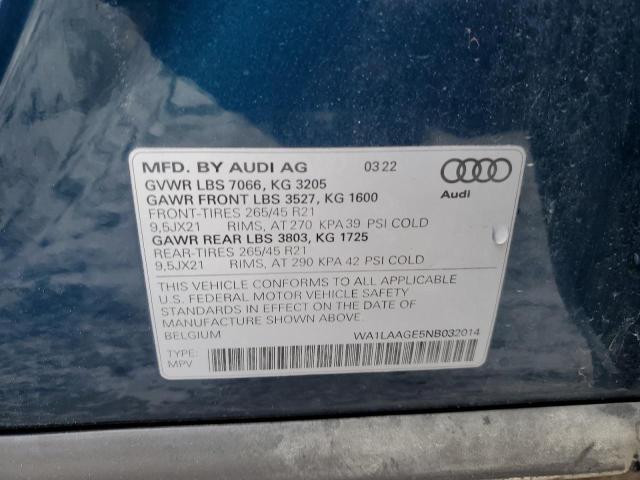 MFD. BY AUDI AG 03 22
GVWR LBS 7066, KG 3205
GAWR FRONT LBS 3527, KG 1600
FRONT-TIRES 265/45 R21
9,5JX21 RIMS, AT 270 KPA 39 PSI COLD
GAWR REAR LBS 3803, KG 1725
REAR-TIRES 265/45 R21
9,5JX21 RIMS, AT 290 KPA 42 PSI COLD
Audi
THIS VEHICLE CONFORMS TO ALL APPLICABLE
U.S. FEDERAL MOTOR VEHICLE SAFETY
STANDARDS IN EFFECT ON THE DATE OF
MANUFACTURE SHOWN ABOVE.
BELGIUM WA1LAAGE5NB032014
TYPE:
MPV